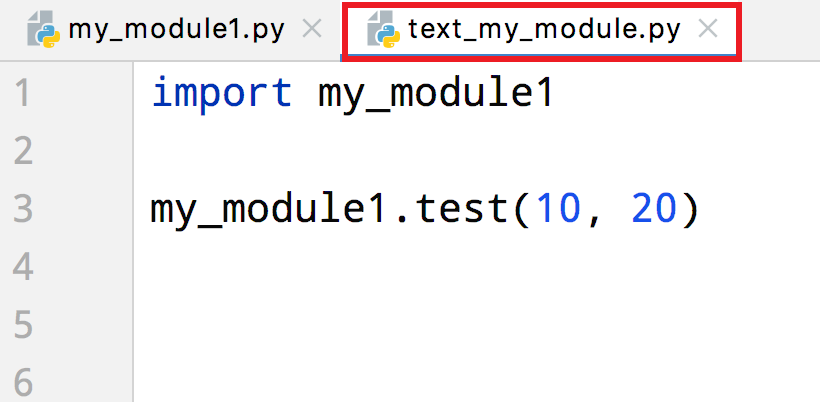 my_module1.py text_my_module.py
1 import my_module1
2
3 my_module1.test(10, 20)
4
5
6